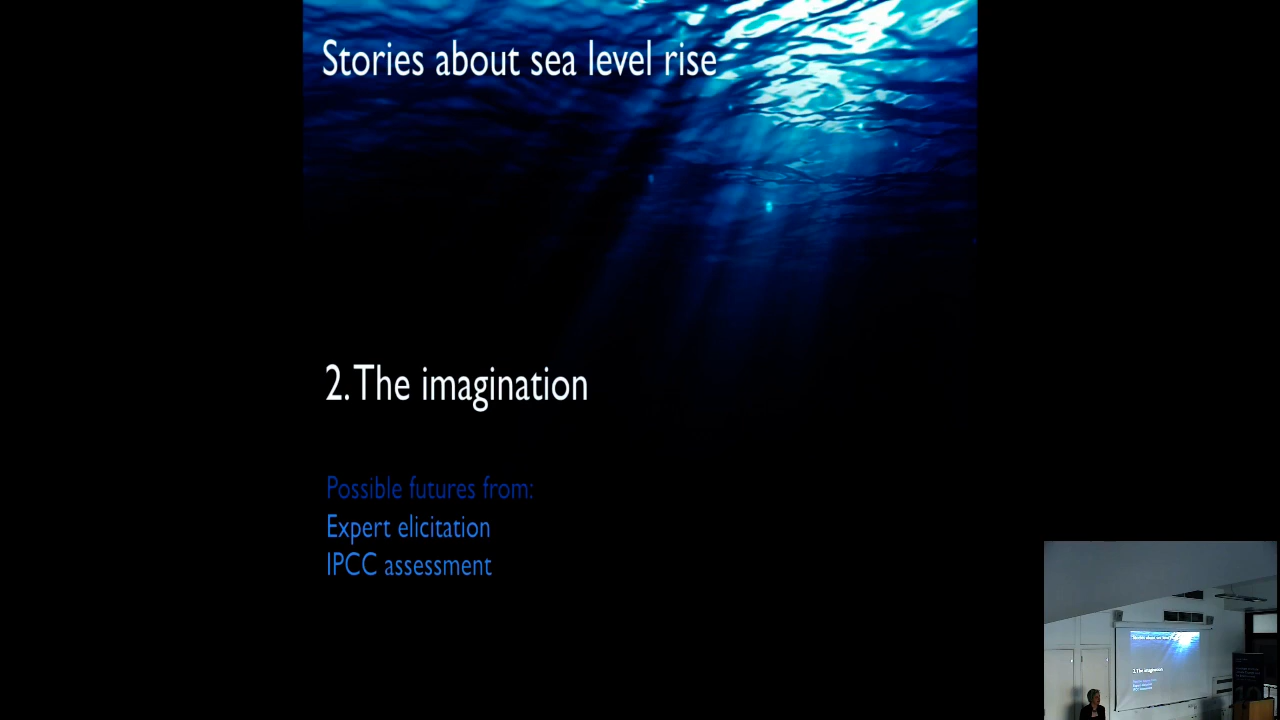 Stories about sea level rise
2. The imagination
Possible futures from:
Expert elicitation
IPCC assessment